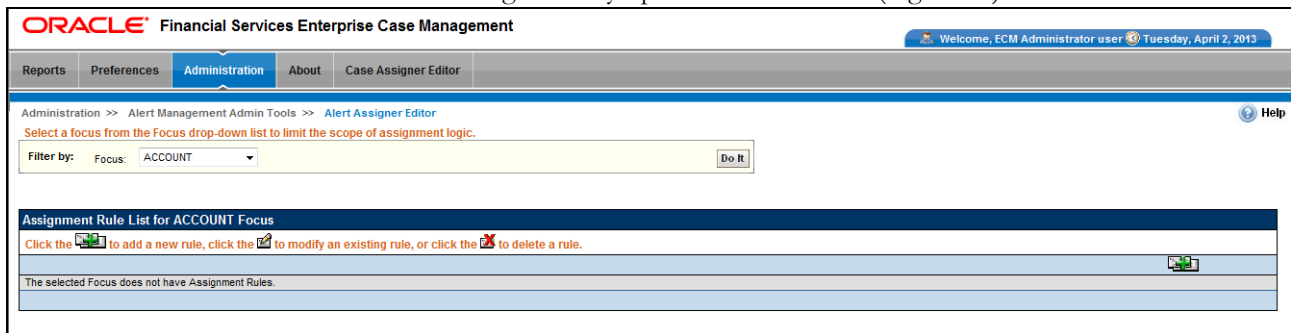 ORACLE Financial Services Enterprise Case Management
Welcome, ECM Administrator user Tuesday, April 2, 2013
Reports Preferences Administration About Case Assigner Editor
Administration >> Alert Management Admin Tools >> Alert Assigner Editor Help
Select a focus from the Focus drop-down list to limit the scope of assignment logic.
Filter by: Focus: ACCOUNT Do It
Assignment Rule List for ACCOUNT Focus
Click the to add a new rule, click the to modify an existing rule, or click the to delete a rule.
The selected Focus does not have Assignment Rules.